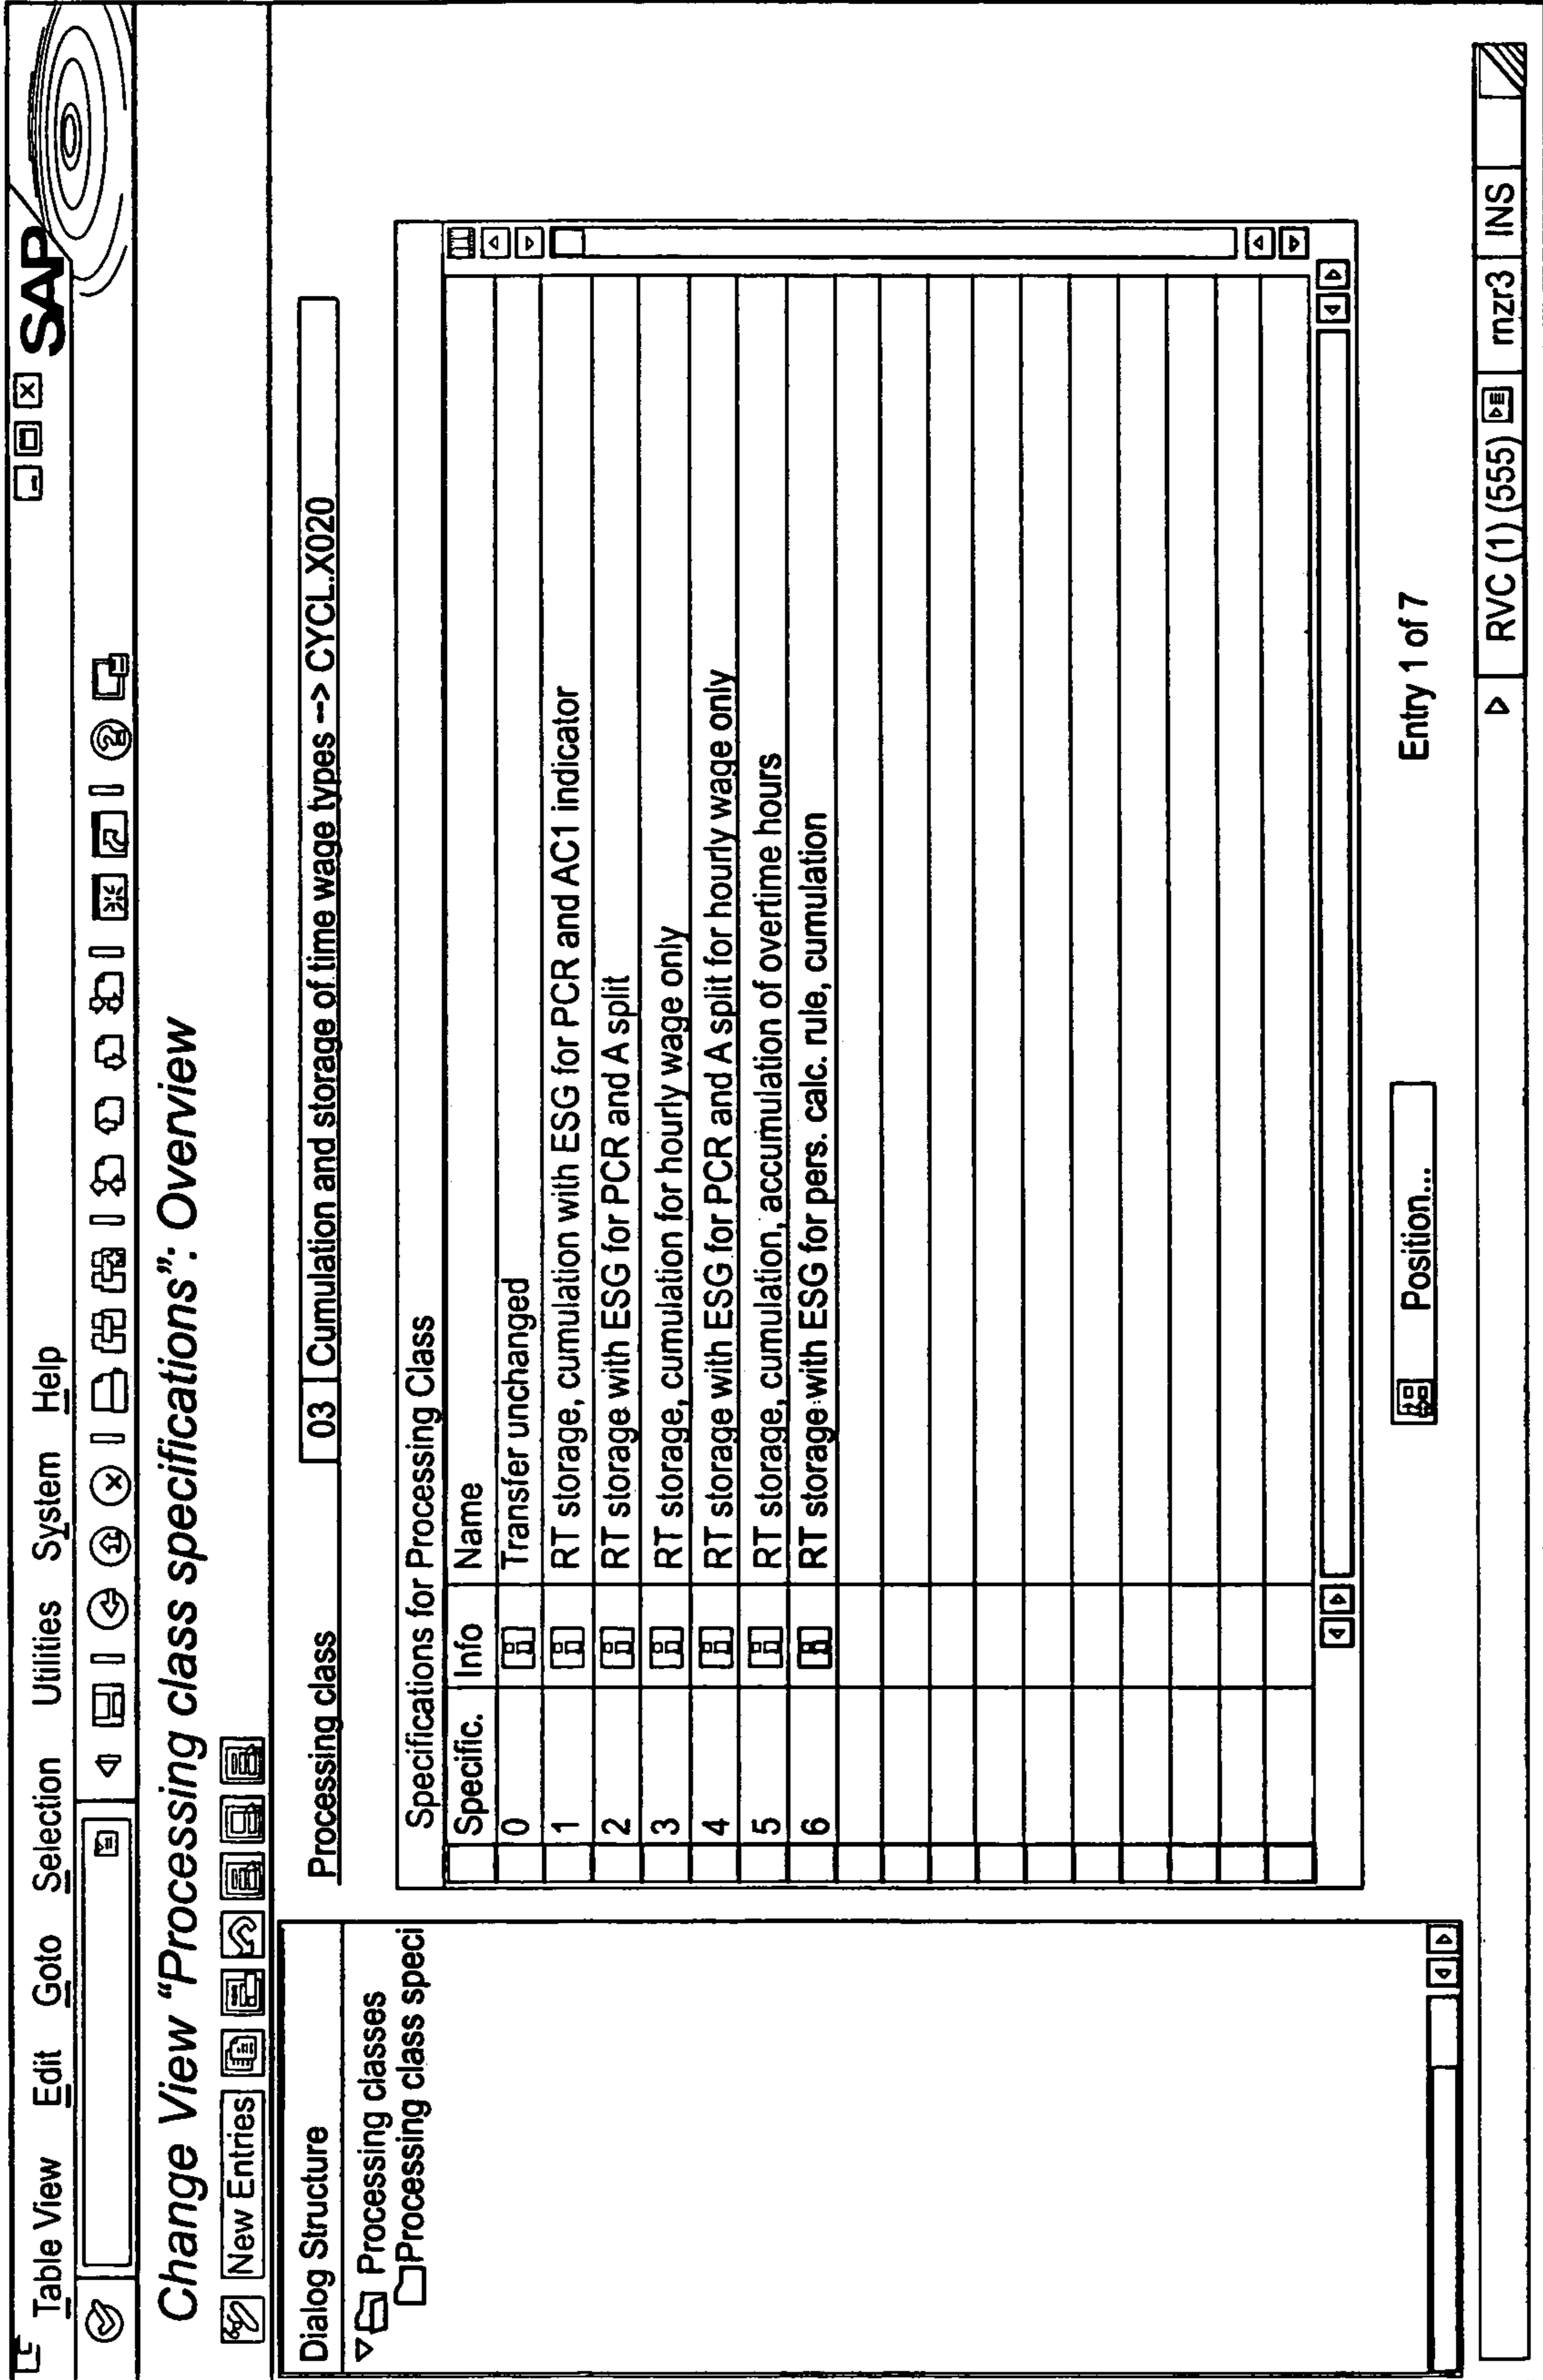 Table View Edit Goto Selection Utilities System Help
SAP
Change View "Processing class specifications": Overview
New Entries
Dialog Structure
Processing classes
Processing class speci
Processing class 03 Cumulation and storage of time wage types --> CYCL.X020
Specifications for Processing Class
Specific. Info Name
0 Transfer unchanged
1 RT storage, cumulation with ESG for PCR and AC1 indicator
2 RT storage with ESG for PCR and A split
3 RT storage, cumulation for hourly wage only
4 RT storage with ESG for PCR and A split for hourly wage only
5 RT storage, cumulation, accumulation of overtime hours
6 RT storage with ESG for pers. calc. rule, cumulation
Position... Entry 1 of 7
RVC (1) (555) rnzr3 INS